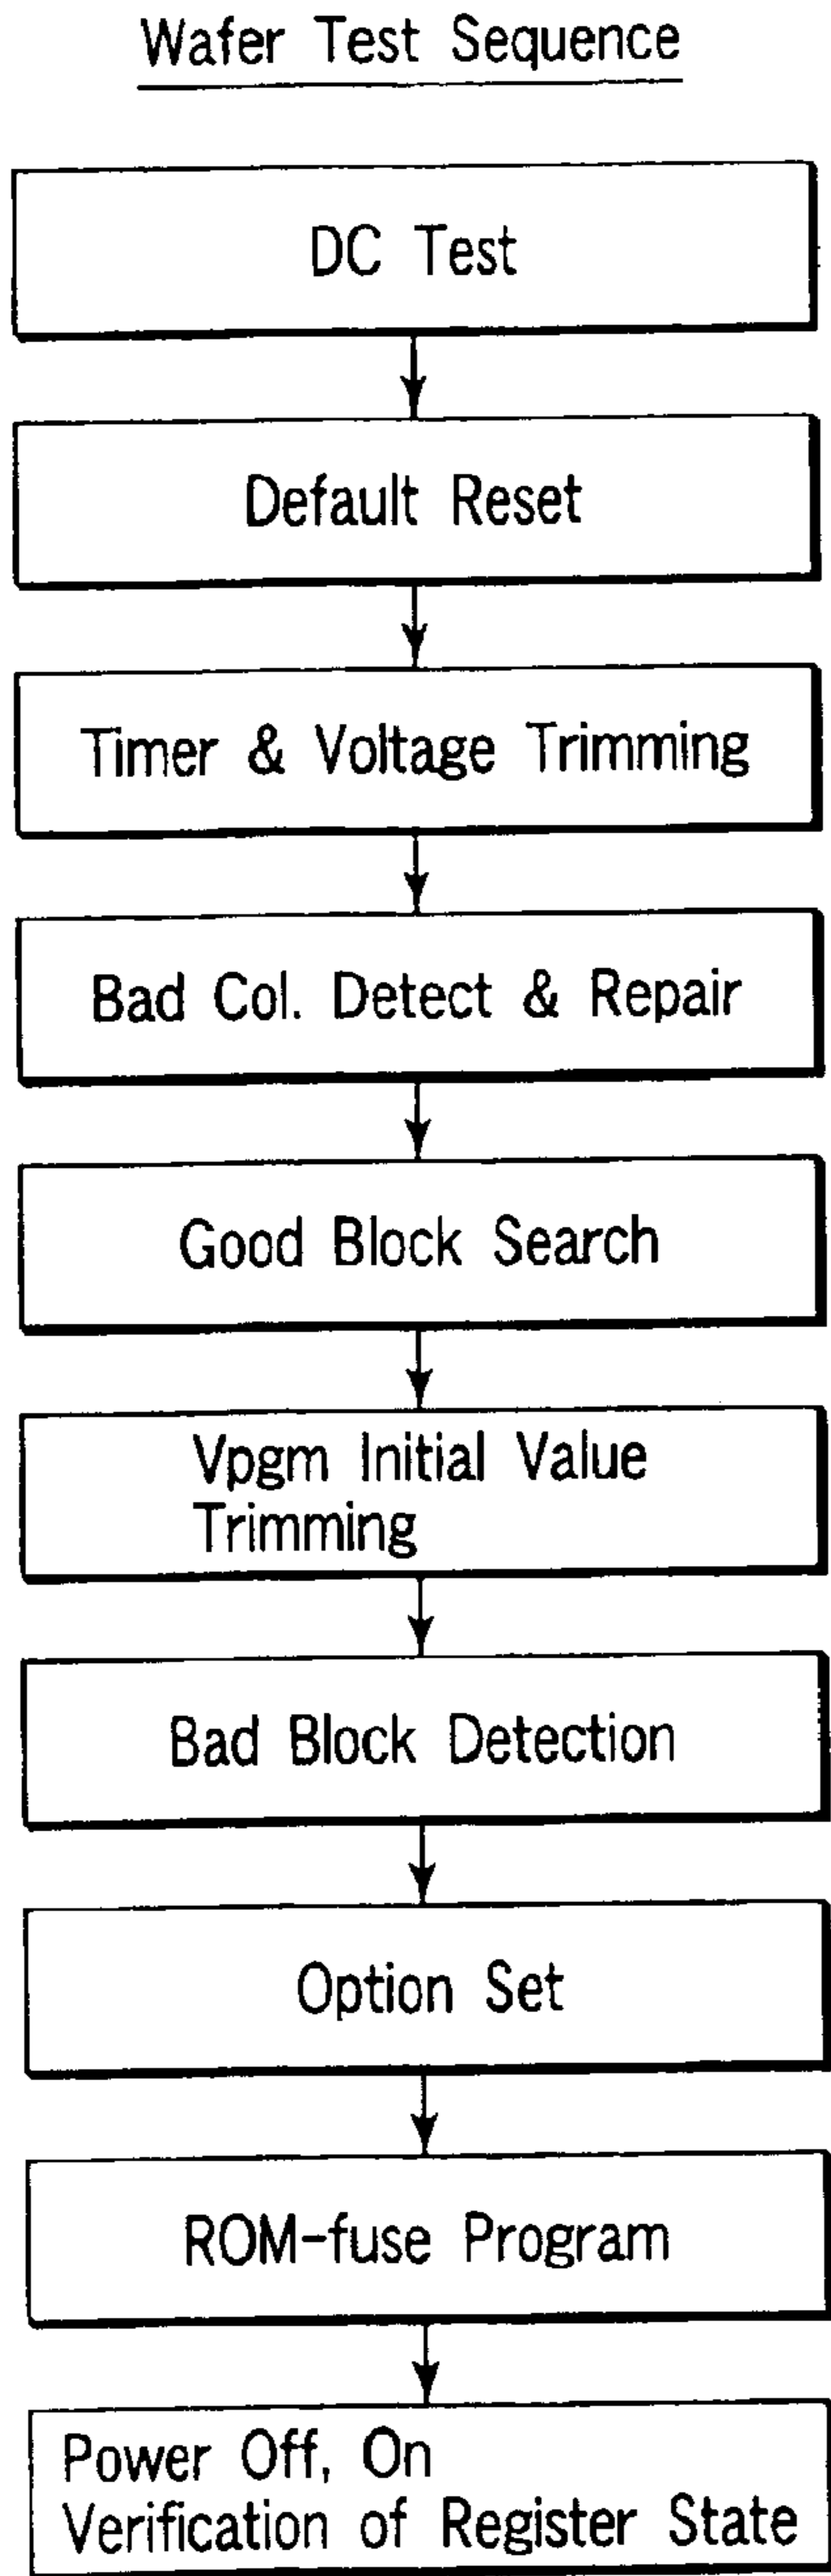 Wafer Test Sequence
DC Test
Default Reset
Timer & Voltage Trimming
Bad Col. Detect & Repair
Good Block Search
Vpgm Initial Value
Trimming
Bad Block Detection
Option Set
ROM-fuse Program
Power Off, On
Verification of Register State